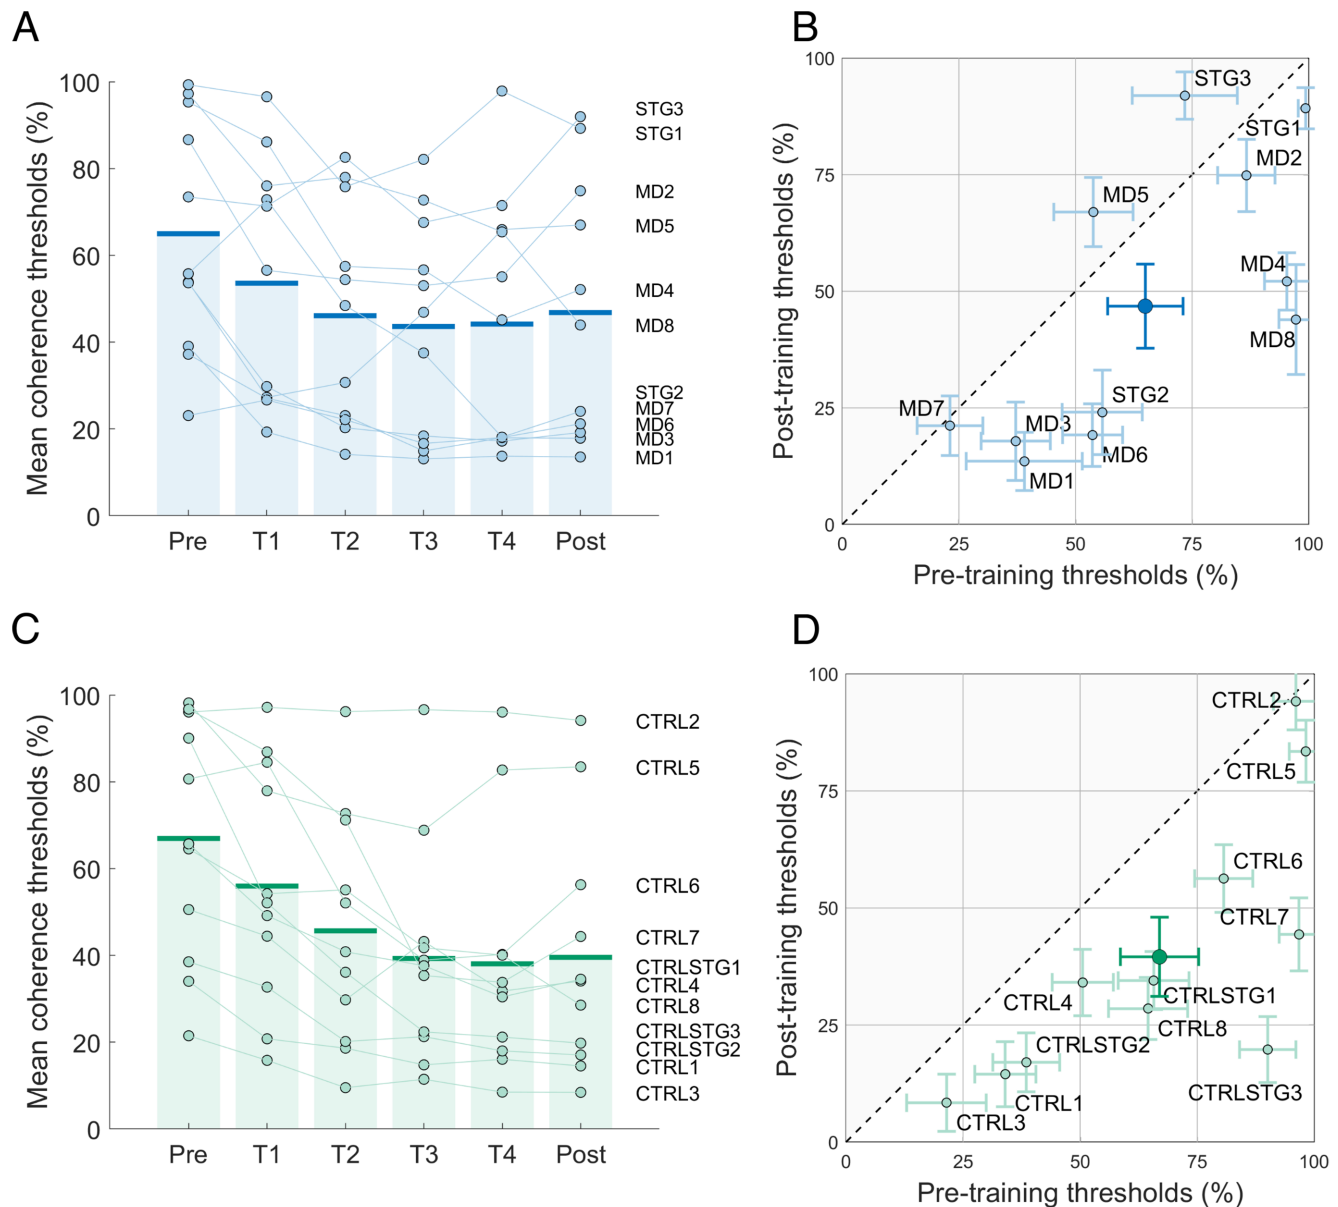 A
Mean coherence thresholds (%)
100
80
60
40
20
0
Pre T1 T2 T3 T4 Post
STG3
STG1
MD2
MD5
MD4
MD8
STG2
MD7
MD6
MD3
MD1
B
Post-training thresholds (%)
100
75
50
25
0
0 25 50 75 100
Pre-training thresholds (%)
STG3
STG1
MD2
MD5
MD4
MD8
STG2
MD7
MD3
MD6
MD1
C
Mean coherence thresholds (%)
100
80
60
40
20
0
Pre T1 T2 T3 T4 Post
CTRL2
CTRL5
CTRL6
CTRL7
CTRLSTG1
CTRL4
CTRL8
CTRLSTG3
CTRLSTG2
CTRL1
CTRL3
D
Post-training thresholds (%)
100
75
50
25
0
0 25 50 75 100
Pre-training thresholds (%)
CTRL2
CTRL5
CTRL6
CTRL7
CTRL4
CTRLSTG1
CTRL8
CTRLSTG2
CTRLSTG3
CTRL1
CTRL3